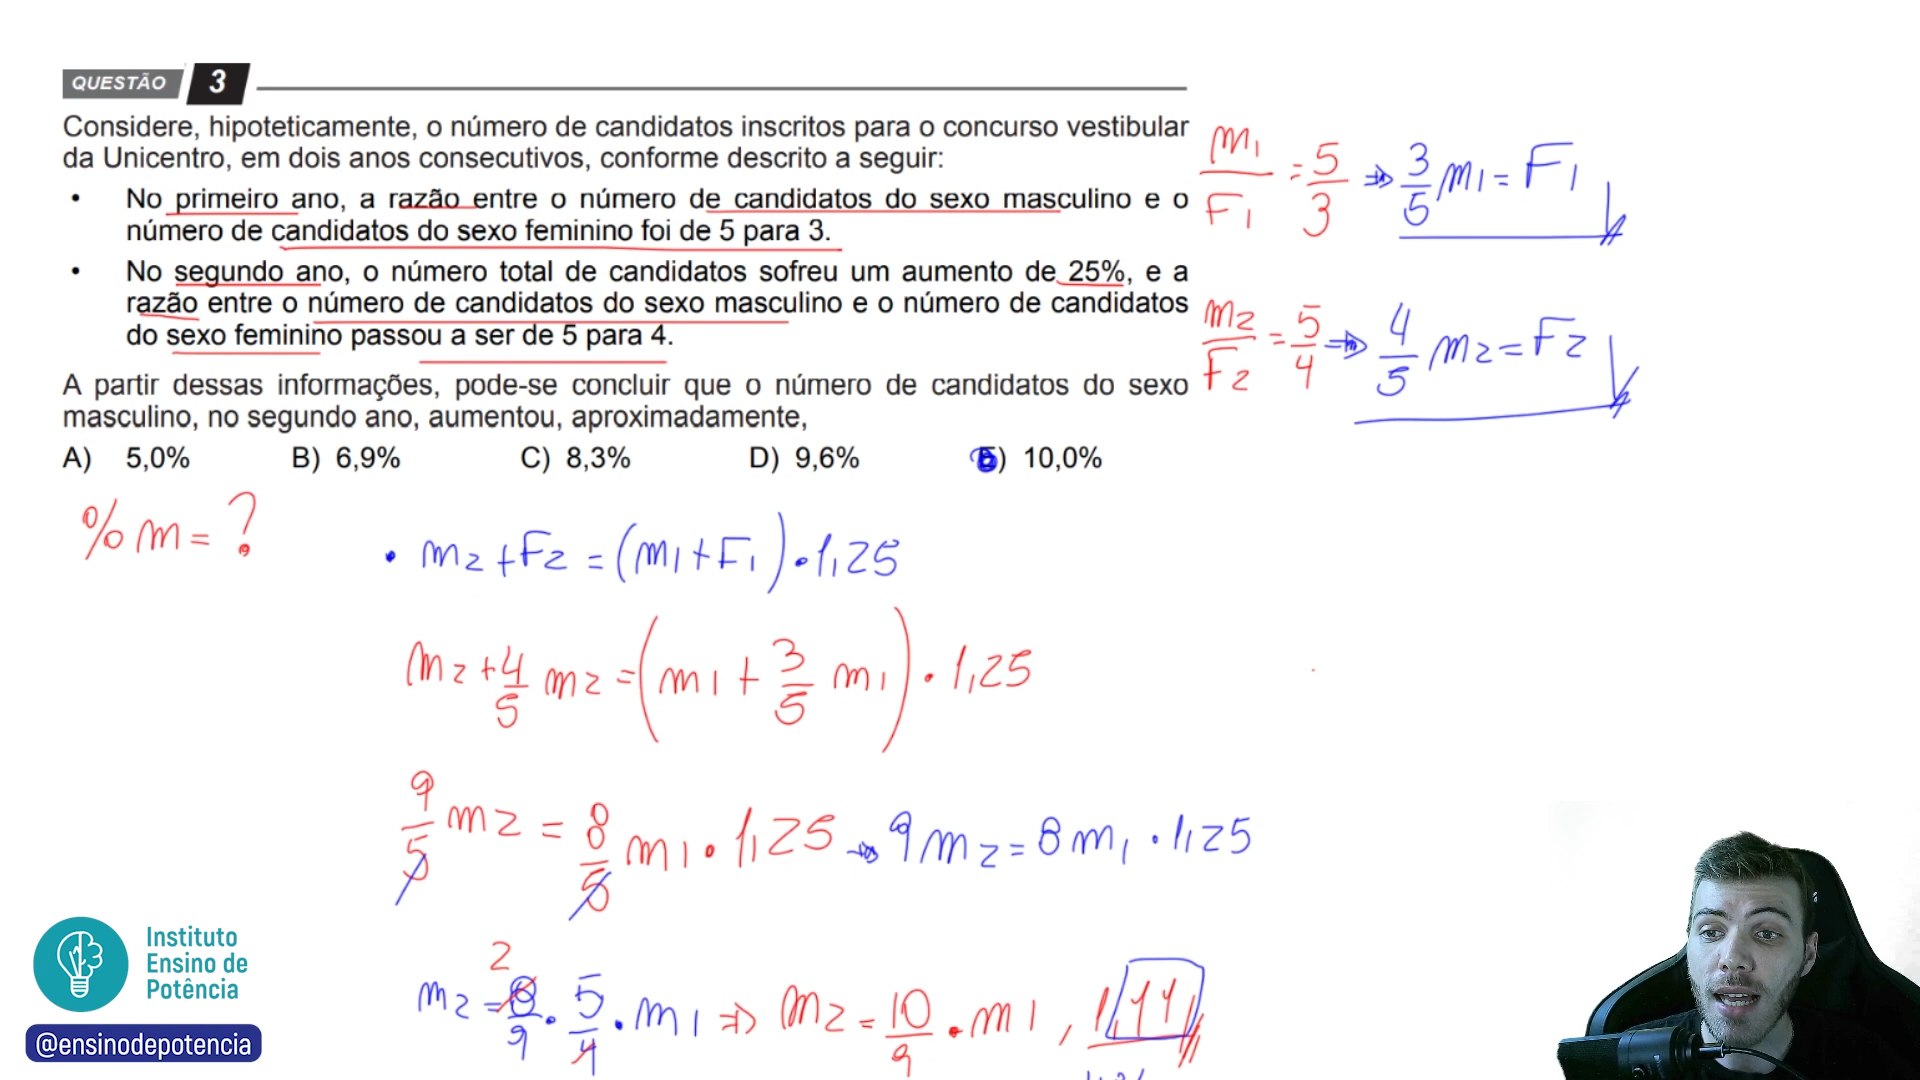 QUESTÃO 3
Considere, hipoteticamente, o número de candidatos inscritos para o concurso vestibular
da Unicentro, em dois anos consecutivos, conforme descrito a seguir:
• No primeiro ano, a razão entre o número de candidatos do sexo masculino e o
número de candidatos do sexo feminino foi de 5 para 3.
• No segundo ano, o número total de candidatos sofreu um aumento de 25%, e a
razão entre o número de candidatos do sexo masculino e o número de candidatos
do sexo feminino passou a ser de 5 para 4.
A partir dessas informações, pode-se concluir que o número de candidatos do sexo
masculino, no segundo ano, aumentou, aproximadamente,
A) 5,0% B) 6,9% C) 8,3% D) 9,6% E) 10,0%
m1/F1 = 5/3 ⇒ 3/5 m1 = F1
m2/F2 = 5/4 ⇒ 4/5 m2 = F2
% m = ?
• m2 + F2 = (m1 + F1) • 1,25
m2 + 4/5 m2 = (m1 + 3/5 m1) • 1,25
9/5 m2 = 8/5 m1 • 1,25 → 9 m2 = 8 m1 • 1,25
2
m2 = 8/9 • 5/4 • m1 ⇒ m2 = 10/9 • m1, 1,11
Instituto
Ensino de
Potência
@ensinodepotencia